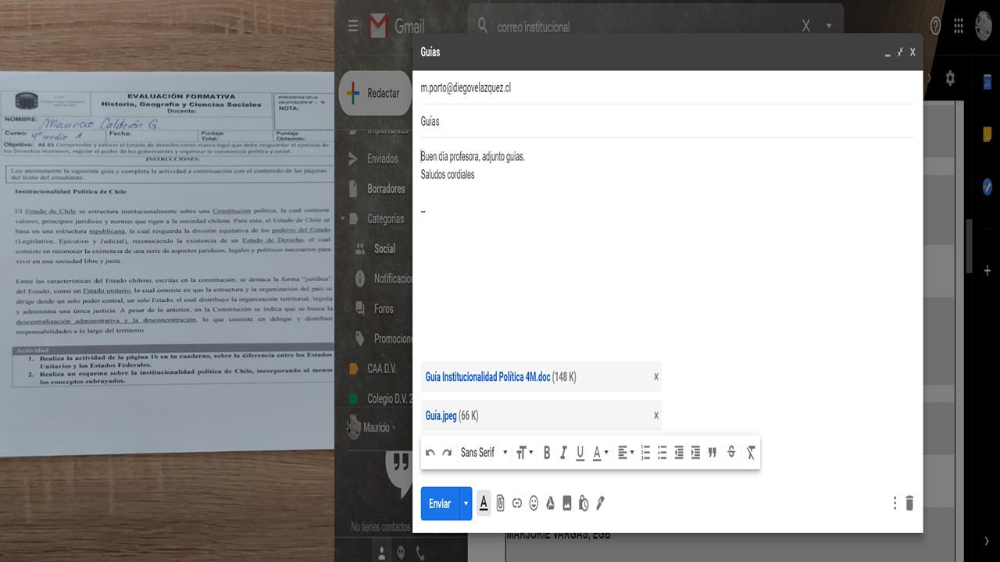 EVALUACIÓN FORMATIVA
Historia, Geografía y Ciencias Sociales
Docente:
PORCENTAJE DE LA
NOTA:
NOMBRE: Mauricio Calderón G.
Curso: 4º medio A
Fecha:
Puntaje
Total:
Puntaje
Obtenido:
Objetivo: AE 01 Comprender y valorar el Estado de derecho como marco legal que debe resguardar el ejercicio de
los Derechos Humanos, regular el poder de los gobernantes y organizar la convivencia política y social.
INSTRUCCIONES:
Lee atentamente la siguiente guía y completa la actividad a continuación con el contenido de las páginas
del texto del estudiante.
Institucionalidad Política de Chile
El Estado de Chile se estructura institucionalmente sobre una Constitución política, la cual contiene
valores, principios jurídicos y normas que rigen a la sociedad chilena. Para esto, el Estado de Chile se
basa en una estructura republicana, la cual resguarda la división equitativa de los poderes del Estado
(Legislativo, Ejecutivo y Judicial), reconociendo la existencia de un Estado de Derecho, el cual
consiste en reconocer la existencia de una serie de aspectos jurídicos, legales y políticos necesarios para
vivir en una sociedad libre y justa.
Entre las características del Estado chileno, escritas en la constitución, se destaca la forma "jurídica"
del Estado; como un Estado unitario, lo cual consiste en que la estructura y la organización del país se
dirige desde un solo poder central, un solo Estado, el cual distribuye la organización territorial, legisla
y administra una única justicia. A pesar de lo anterior, en la Constitución se indica que se busca la
descentralización administrativa y la desconcentración, lo que consiste en delegar y distribuir
responsabilidades a lo largo del territorio.
Actividad
1. Realiza la actividad de la página 16 en tu cuaderno, sobre la diferencia entre los Estados
Unitarios y los Estados Federales.
2. Realiza un esquema sobre la institucionalidad política de Chile, incorporando al menos
los conceptos subrayados.
Gmail
correo institucional
Redactar
Importantes
Enviados
Borradores
Categorías
Social
Notificacion
Foros
Promocione
CAA D.V.
Colegio D.V. 2
Mauricio
No tienes contactos
Guías
m.porto@diegovelazquez.cl
Guías
Buen día profesora, adjunto guías.
Saludos cordiales
--
Guía Institucionalidad Política 4M.doc (148 K)
Guía.jpeg (66 K)
Sans Serif
Enviar
MARJORIE VARGAS, EGB